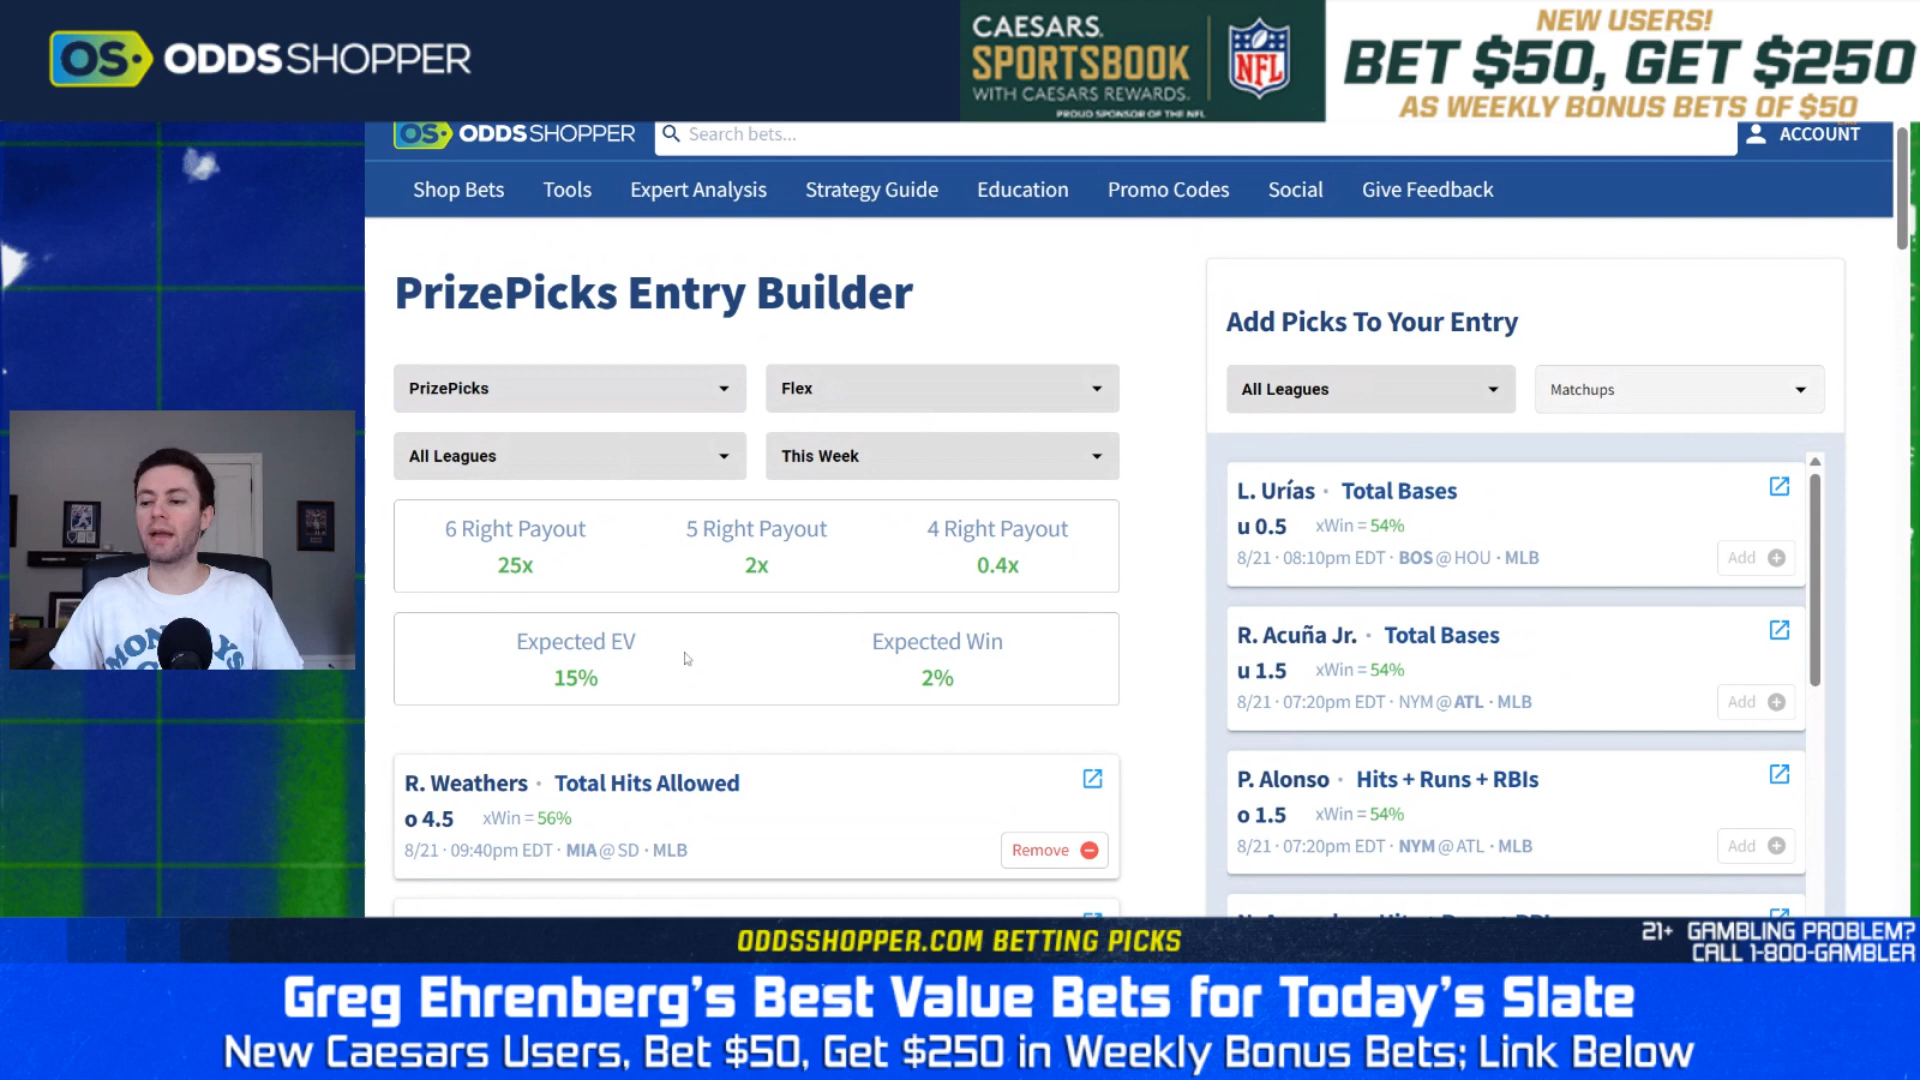 OS ODDSSHOPPER
CAESARS
SPORTSBOOK
WITH CAESARS REWARDS.
PROUD SPONSOR OF THE NFL
NFL
NEW USERS!
BET $50, GET $250
AS WEEKLY BONUS BETS OF $50
OS ODDSSHOPPER
Search bets...
ACCOUNT
Shop Bets
Tools
Expert Analysis
Strategy Guide
Education
Promo Codes
Social
Give Feedback
PrizePicks Entry Builder
PrizePicks
Flex
All Leagues
This Week
6 Right Payout
5 Right Payout
4 Right Payout
25x
2x
0.4x
Expected EV
Expected Win
15%
2%
R. Weathers · Total Hits Allowed
o 4.5 xWin = 56%
8/21 · 09:40pm EDT · MIA @ SD · MLB
Remove
Add Picks To Your Entry
All Leagues
Matchups
L. Urías · Total Bases
u 0.5 xWin = 54%
8/21 · 08:10pm EDT · BOS @ HOU · MLB
Add
R. Acuña Jr. · Total Bases
u 1.5 xWin = 54%
8/21 · 07:20pm EDT · NYM @ ATL · MLB
Add
P. Alonso · Hits + Runs + RBIs
o 1.5 xWin = 54%
8/21 · 07:20pm EDT · NYM @ ATL · MLB
Add
ODDSSHOPPER.COM BETTING PICKS
21+ GAMBLING PROBLEM?
CALL 1-800-GAMBLER
Greg Ehrenberg's Best Value Bets for Today's Slate
New Caesars Users, Bet $50, Get $250 in Weekly Bonus Bets; Link Below